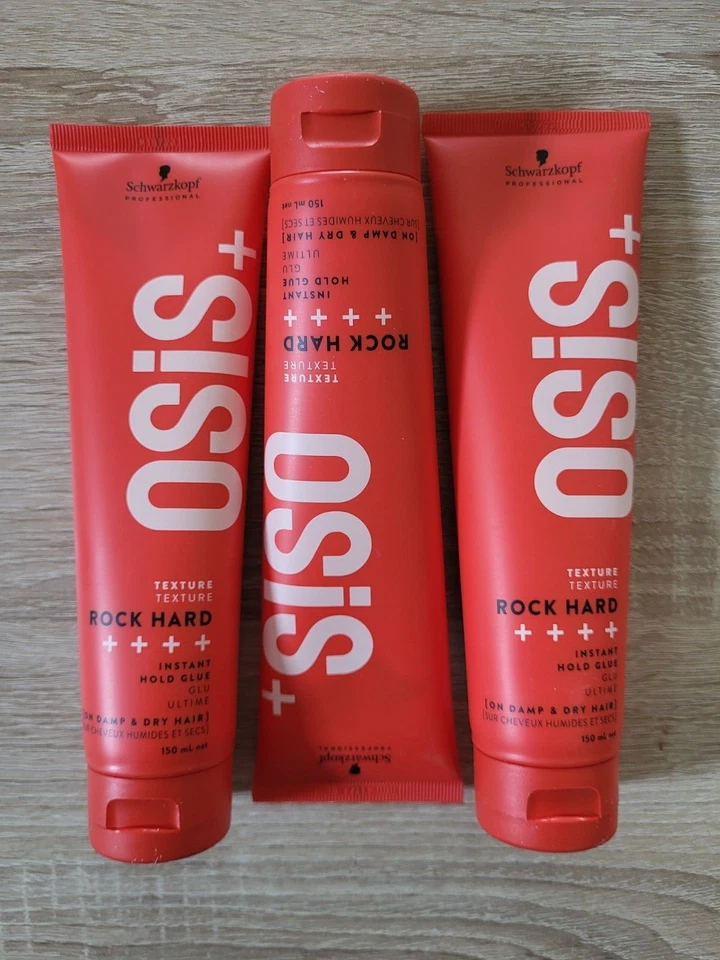 Schwarzkopf
PROFESSIONAL
OSiS+
TEXTURE
TEXTURE
ROCK HARD
++++
INSTANT
HOLD GLUE
GLU
ULTIME
[ON DAMP & DRY HAIR]
SUR CHEVEUX HUMIDES ET SECS]
150 mL net
Schwarzkopf
PROFESSIONAL
OSiS+
TEXTURE
TEXTURE
ROCK HARD
++++
INSTANT
HOLD GLUE
GLU
ULTIME
[ON DAMP & DRY HAIR]
[SUR CHEVEUX HUMIDES ET SECS]
150 mL net
Schwarzkopf
PROFESSIONAL
OSiS+
TEXTURE
TEXTURE
ROCK HARD
++++
INSTANT
HOLD GLUE
GLU
ULTIME
[ON DAMP & DRY HAIR]
[SUR CHEVEUX HUMIDES ET SECS]
150 mL net